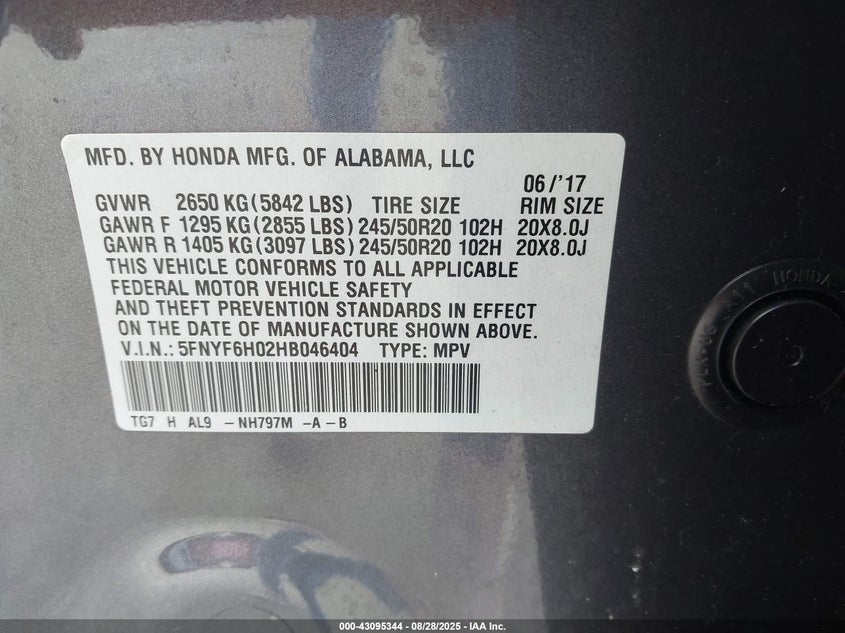 MFD. BY HONDA MFG. OF ALABAMA, LLC
06/'17
GVWR 2650 KG(5842 LBS) TIRE SIZE RIM SIZE
GAWR F 1295 KG(2855 LBS) 245/50R20 102H 20X8.0J
GAWR R 1405 KG(3097 LBS) 245/50R20 102H 20X8.0J
THIS VEHICLE CONFORMS TO ALL APPLICABLE
FEDERAL MOTOR VEHICLE SAFETY
AND THEFT PREVENTION STANDARDS IN EFFECT
ON THE DATE OF MANUFACTURE SHOWN ABOVE.
V.I.N.: 5FNYF6H02HB046404 TYPE: MPV
TG7 H AL9 -NH797M -A-B
HONDA
000-43095344 | 08/28/2025 - IAA Inc.